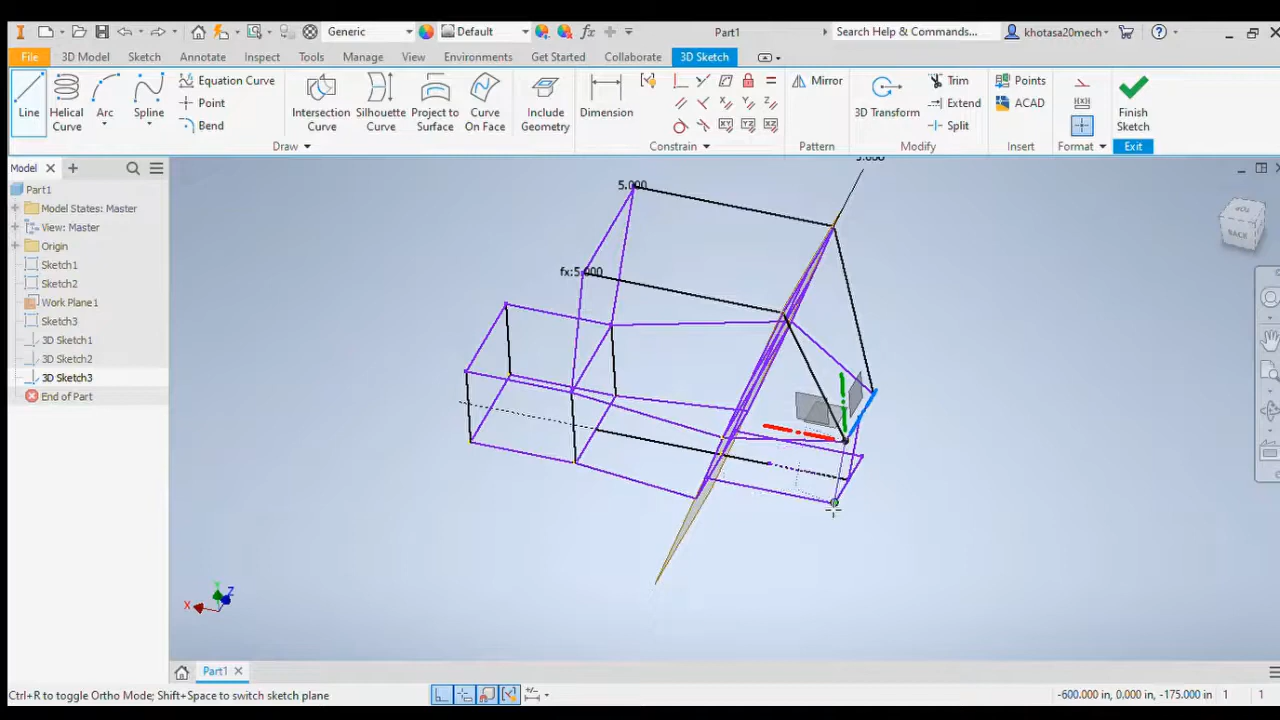 Generic
Default
Part1
Search Help & Commands...
khotasa20mech
File
3D Model
Sketch
Annotate
Inspect
Tools
Manage
View
Environments
Get Started
Collaborate
3D Sketch
Line
Helical Curve
Arc
Spline
Equation Curve
Point
Bend
Draw
Intersection Curve
Silhouette Curve
Project to Surface
Curve On Face
Include Geometry
Dimension
Constrain
Mirror
Pattern
3D Transform
Trim
Extend
Split
Modify
Points
ACAD
Insert
Format
Finish Sketch
Exit
Model
Part1
Model States: Master
View: Master
Origin
Sketch1
Sketch2
Work Plane1
Sketch3
3D Sketch1
3D Sketch2
3D Sketch3
End of Part
5.000
fx:5.000
BACK
X
Y
Z
Part1
Ctrl+R to toggle Ortho Mode; Shift+Space to switch sketch plane
-600.000 in, 0.000 in, -175.000 in
1
1